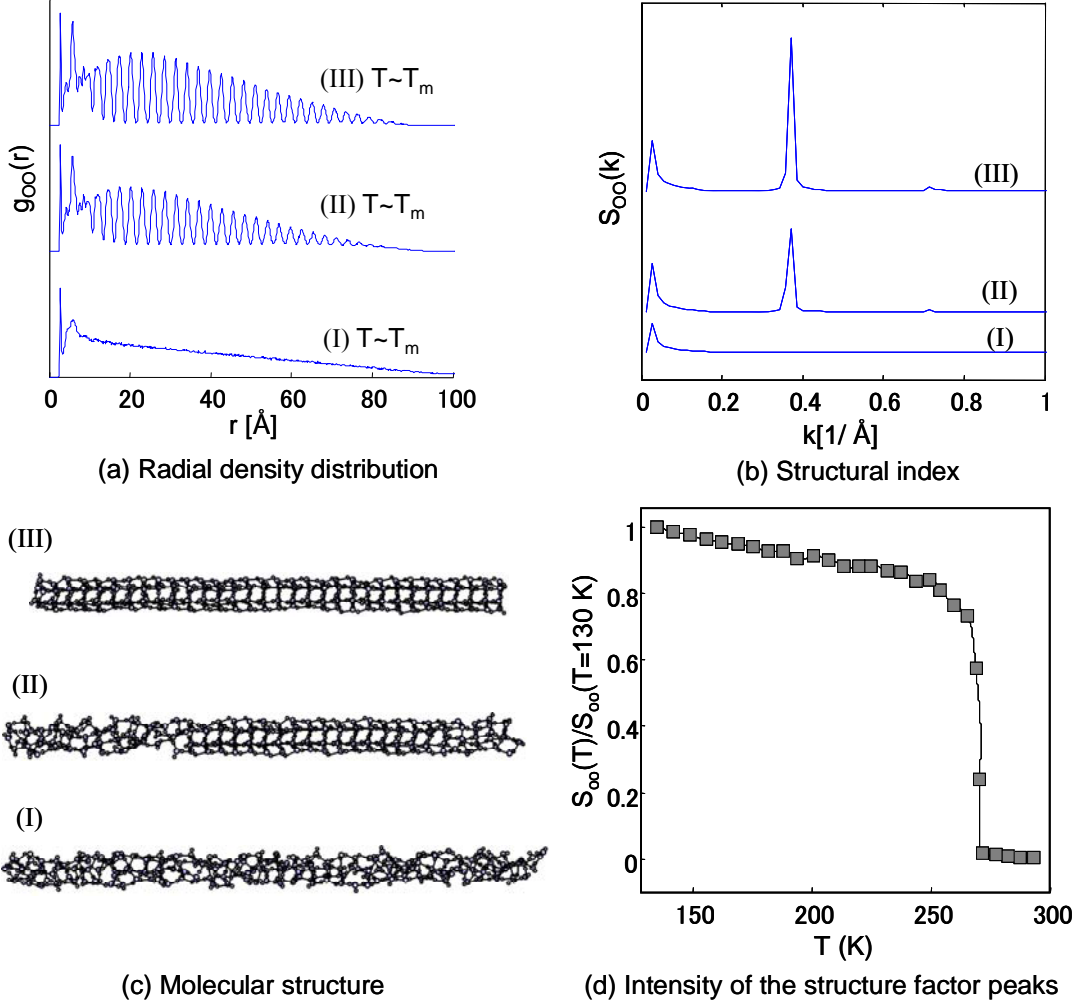 g_OO(r)
(III) T~T_m
(II) T~T_m
(I) T~T_m
0 20 40 60 80 100
r [Å]
(a) Radial density distribution
S_OO(k)
(III)
(II)
(I)
0 0.2 0.4 0.6 0.8 1
k[1/ Å]
(b) Structural index
(III)
(II)
(I)
(c) Molecular structure
S_oo(T)/S_oo(T=130 K)
1
0.8
0.6
0.4
0.2
0
150 200 250 300
T (K)
(d) Intensity of the structure factor peaks